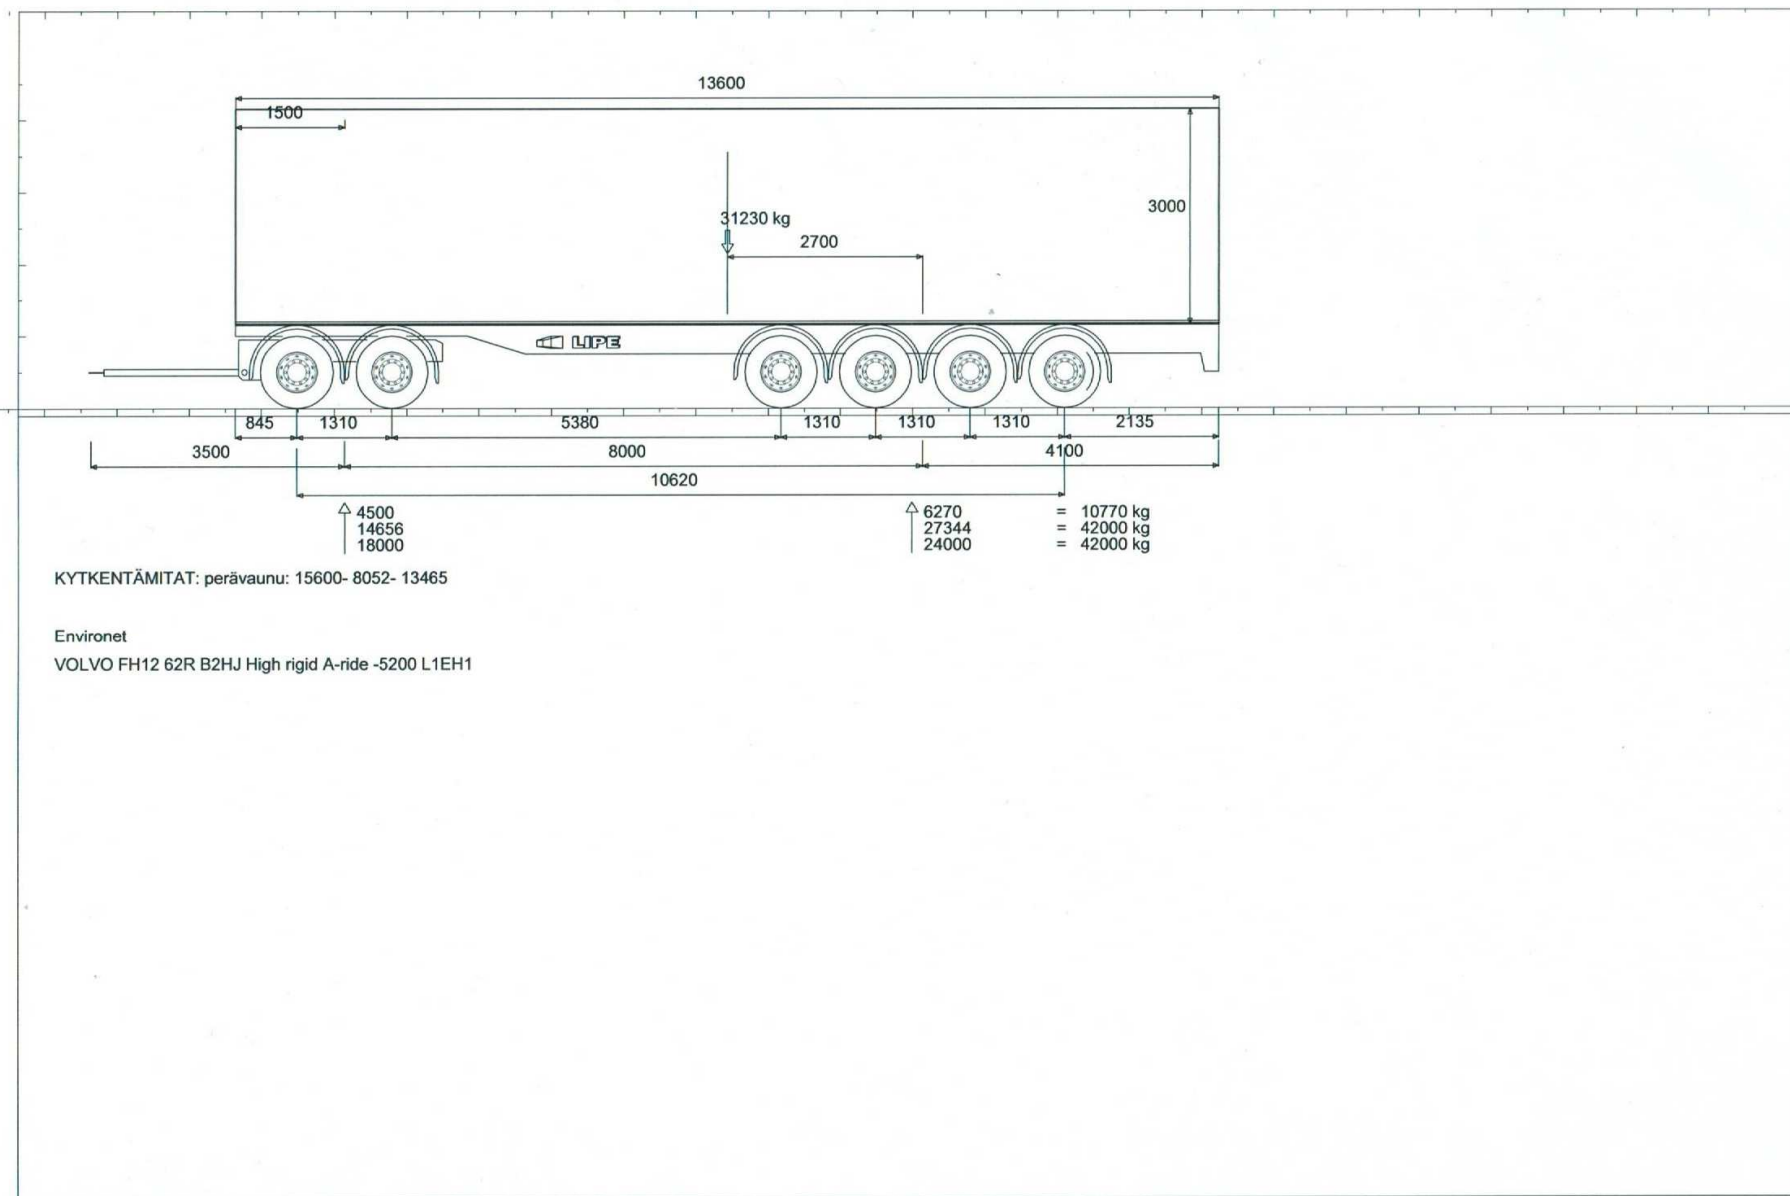 13600
1500
31230 kg
2700
3000
LIPE
845 1310 5380 1310 1310 1310 2135
3500 8000 4100
10620
4500 6270 = 10770 kg
14656 27344 = 42000 kg
18000 24000 = 42000 kg
KYTKENTÄMITAT: perävaunu: 15600- 8052- 13465
Environet
VOLVO FH12 62R B2HJ High rigid A-ride -5200 L1EH1